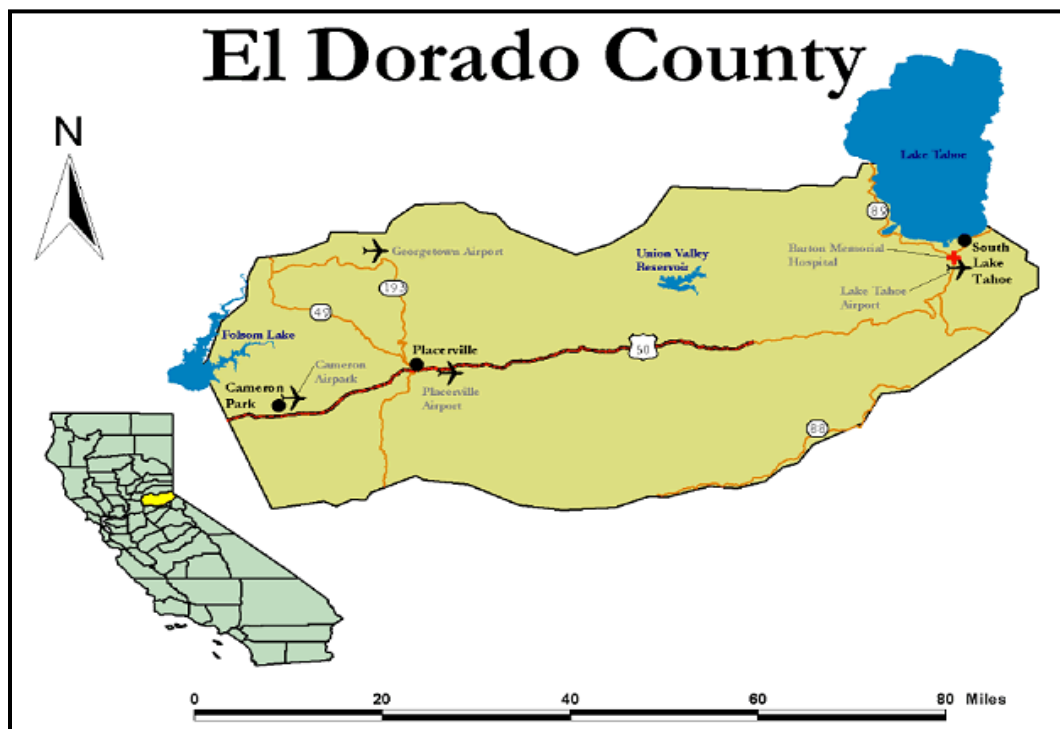 El Dorado County
N
Lake Tahoe
89
Georgetown Airport
Union Valley
Reservoir
Barton Memorial
Hospital
South
Lake
Tahoe
Lake Tahoe
Airport
193
49
Folsom Lake
Placerville
50
Cameron
Airpark
Cameron
Park
Placerville
Airport
88
0 20 40 60 80 Miles